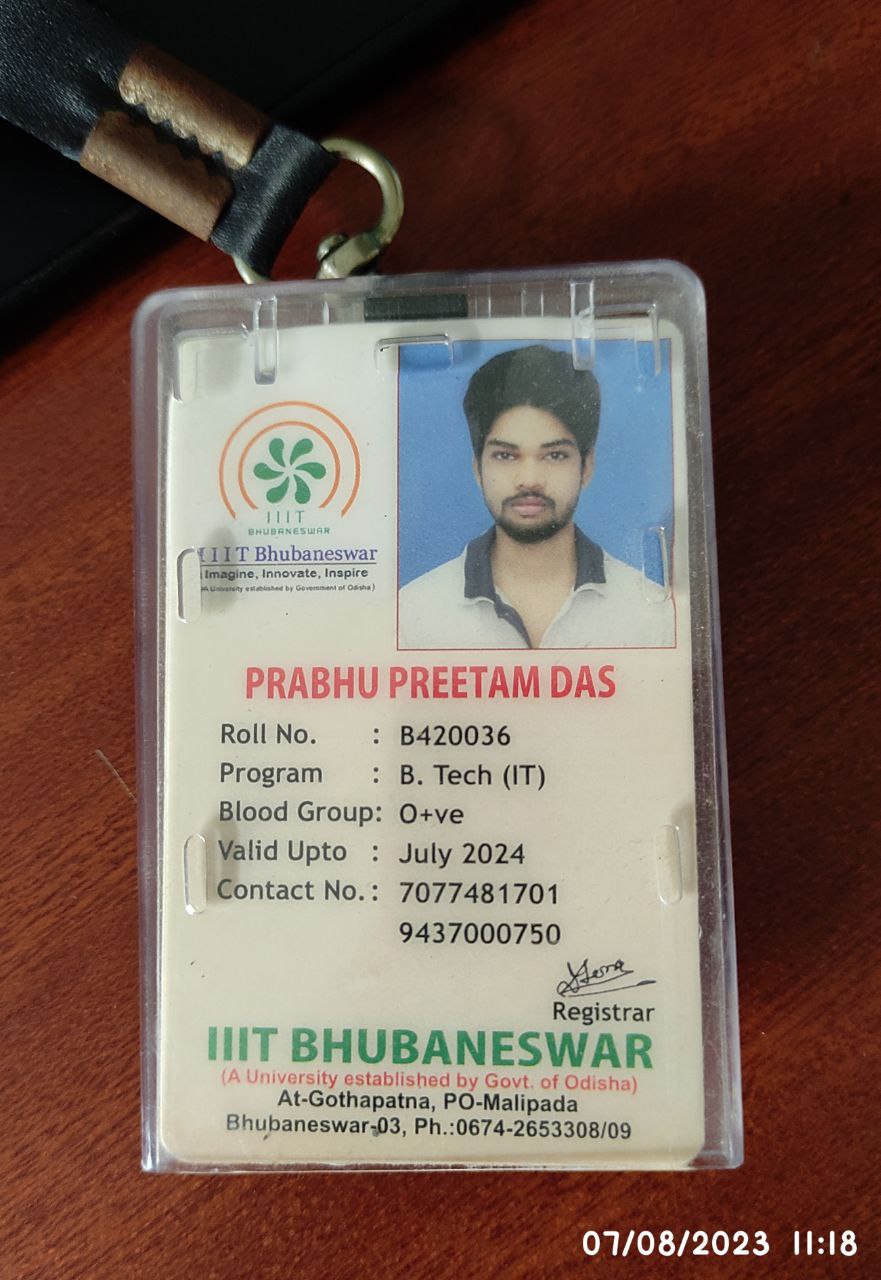 IIIT
BHUBANESWAR
IIIT Bhubaneswar
Imagine, Innovate, Inspire
(A University established by Government of Odisha)
PRABHU PREETAM DAS
Roll No. : B420036
Program : B. Tech (IT)
Blood Group: O+ve
Valid Upto : July 2024
Contact No. : 7077481701
9437000750
Registrar
IIIT BHUBANESWAR
(A University established by Govt. of Odisha)
At-Gothapatna, PO-Malipada
Bhubaneswar-03, Ph.:0674-2653308/09
07/08/2023 11:18